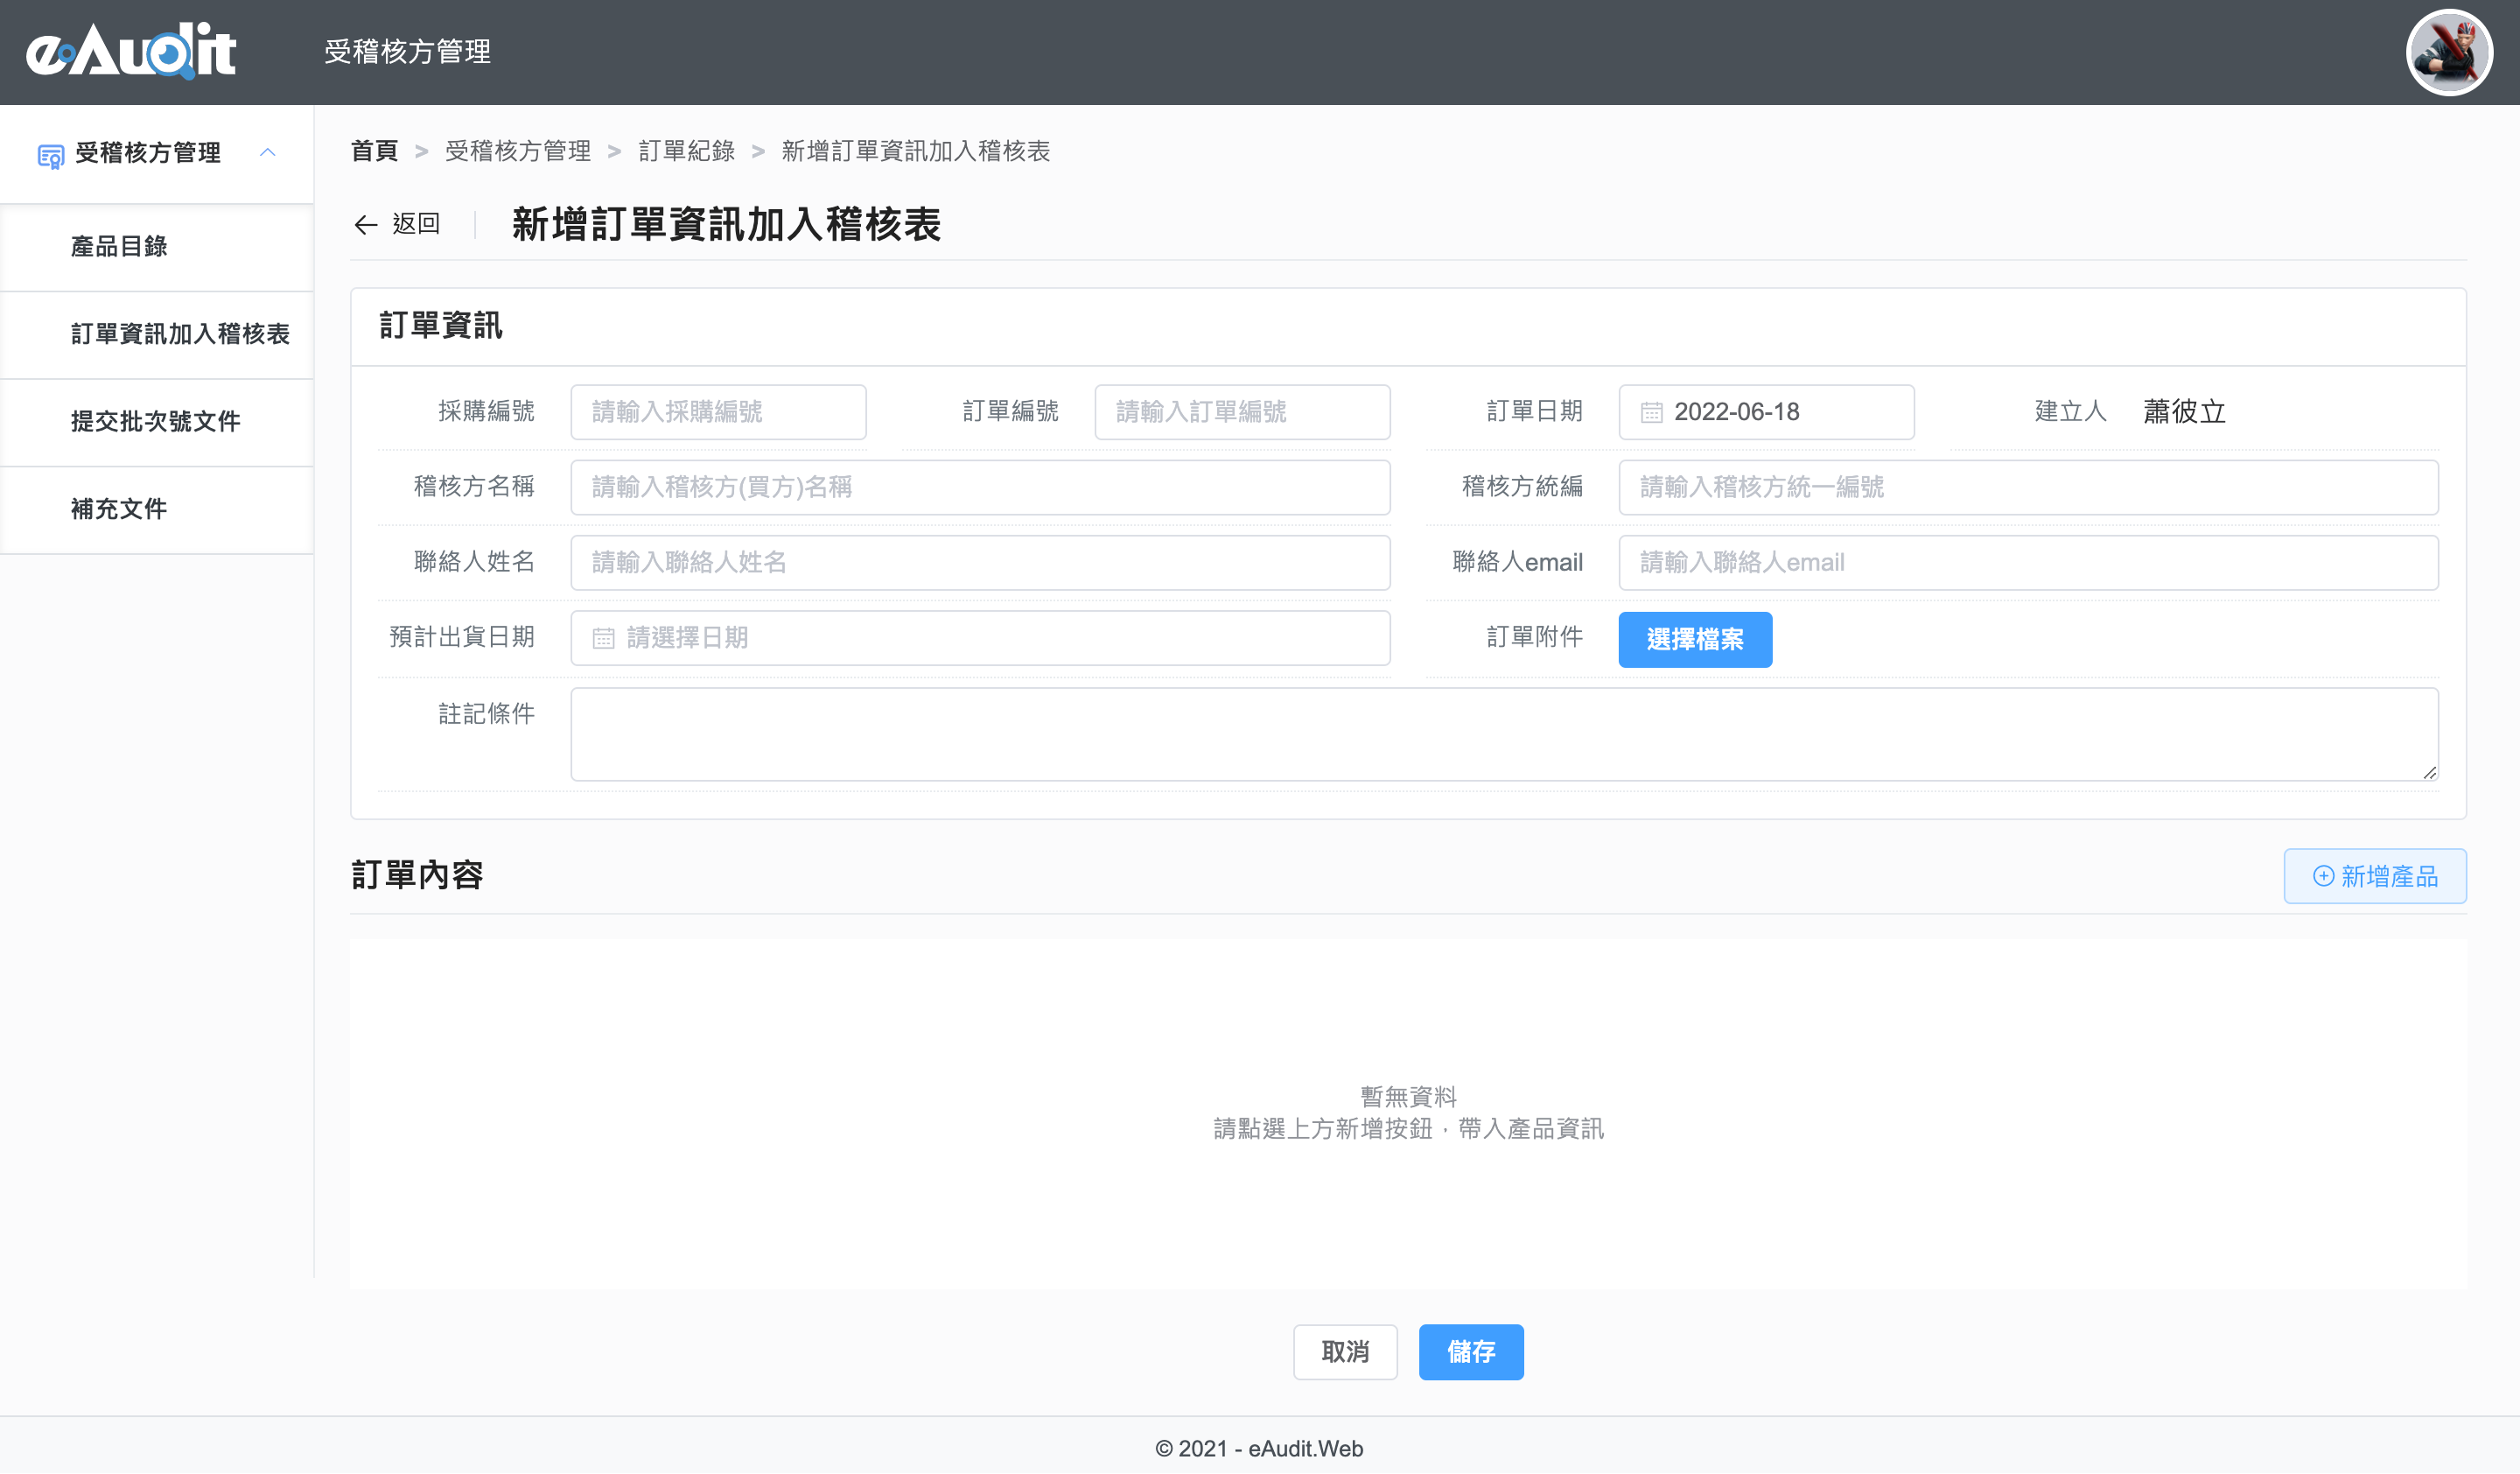 eAudit
受稽核方管理
受稽核方管理
產品目錄
訂單資訊加入稽核表
提交批次號文件
補充文件
首頁 > 受稽核方管理 > 訂單紀錄 > 新增訂單資訊加入稽核表
返回 新增訂單資訊加入稽核表
訂單資訊
採購編號 請輸入採購編號 訂單編號 請輸入訂單編號 訂單日期 2022-06-18 建立人 蕭彼立
稽核方名稱 請輸入稽核方(買方)名稱 稽核方統編 請輸入稽核方統一編號
聯絡人姓名 請輸入聯絡人姓名 聯絡人email 請輸入聯絡人email
預計出貨日期 請選擇日期 訂單附件 選擇檔案
註記條件
訂單內容 新增產品
暫無資料
請點選上方新增按鈕，帶入產品資訊
取消 儲存
© 2021 - eAudit.Web